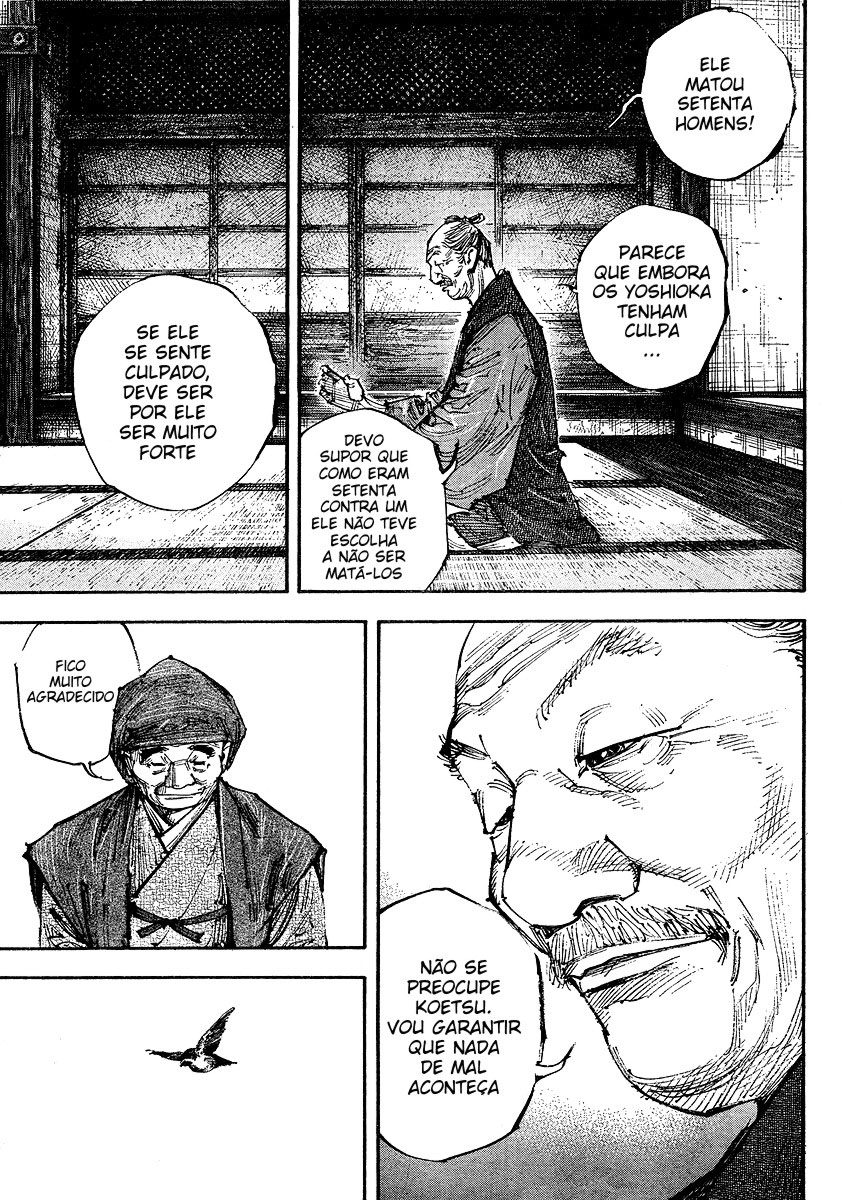 ELE
MATOU
SETENTA
HOMENS!
PARECE
QUE EMBORA
OS YOSHIOKA
TENHAM
CULPA
...
DEVO
SUPOR QUE
COMO ERAM
SETENTA
CONTRA UM
ELE NÃO TEVE
ESCOLHA
A NÃO SER
MATÁ-LOS
SE ELE
SE SENTE
CULPADO,
DEVE SER
POR ELE
SER MUITO
FORTE
NÃO SE
PREOCUPE
KOETSU.
VOU GARANTIR
QUE NADA
DE MAL
ACONTEÇA
FICO
MUITO
AGRADECIDO